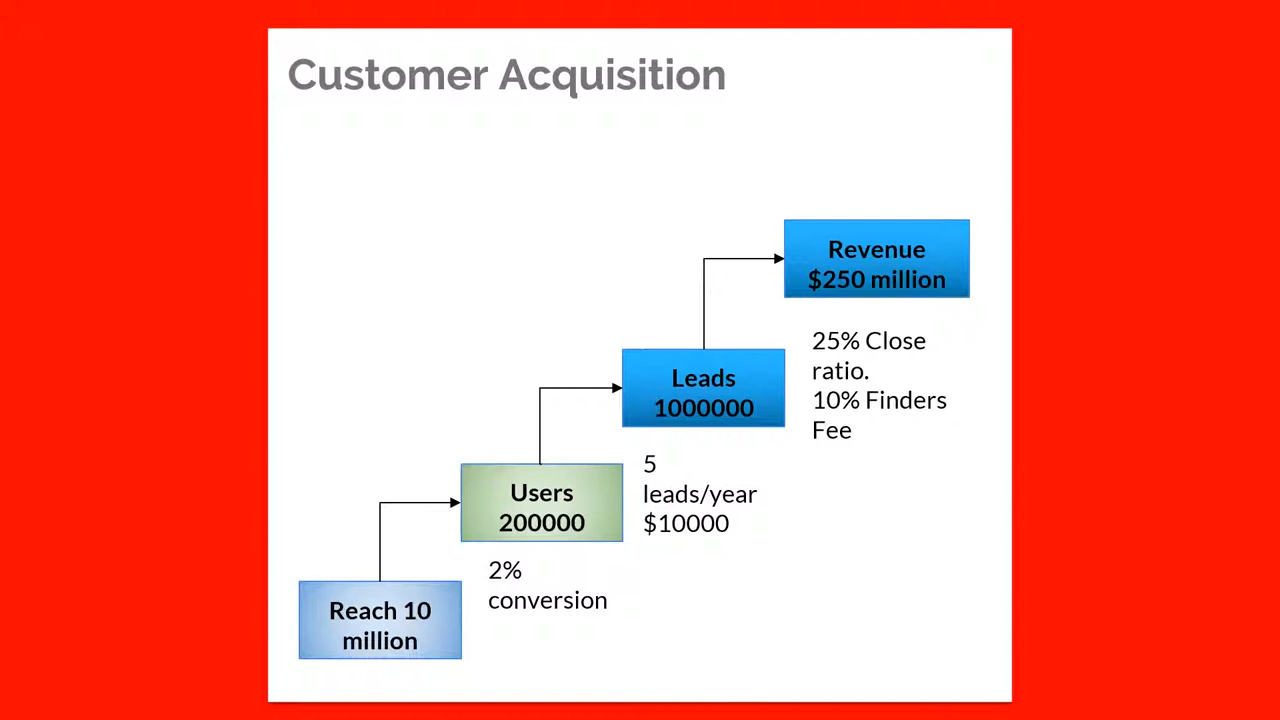 Customer Acquisition
Revenue
$250 million
25% Close
ratio.
10% Finders
Fee
Leads
1000000
5
leads/year
$10000
Users
200000
2%
conversion
Reach 10
million